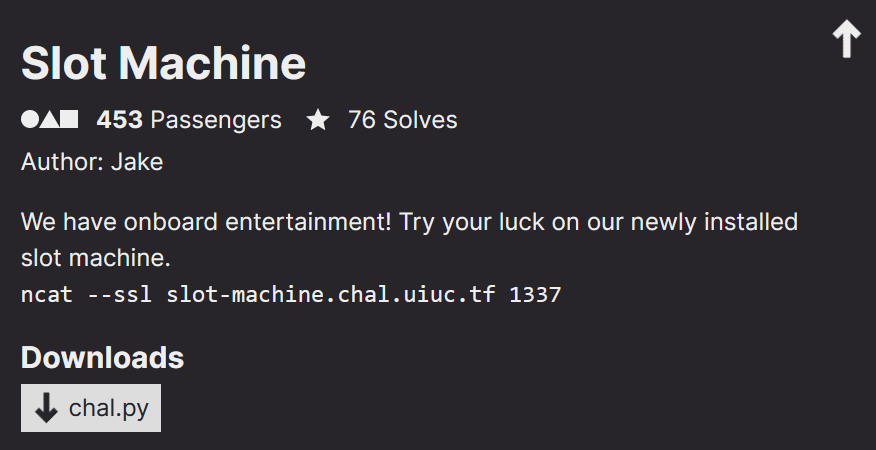 Slot Machine
453 Passengers 76 Solves
Author: Jake
We have onboard entertainment! Try your luck on our newly installed
slot machine.
ncat --ssl slot-machine.chal.uiuc.tf 1337
Downloads
chal.py